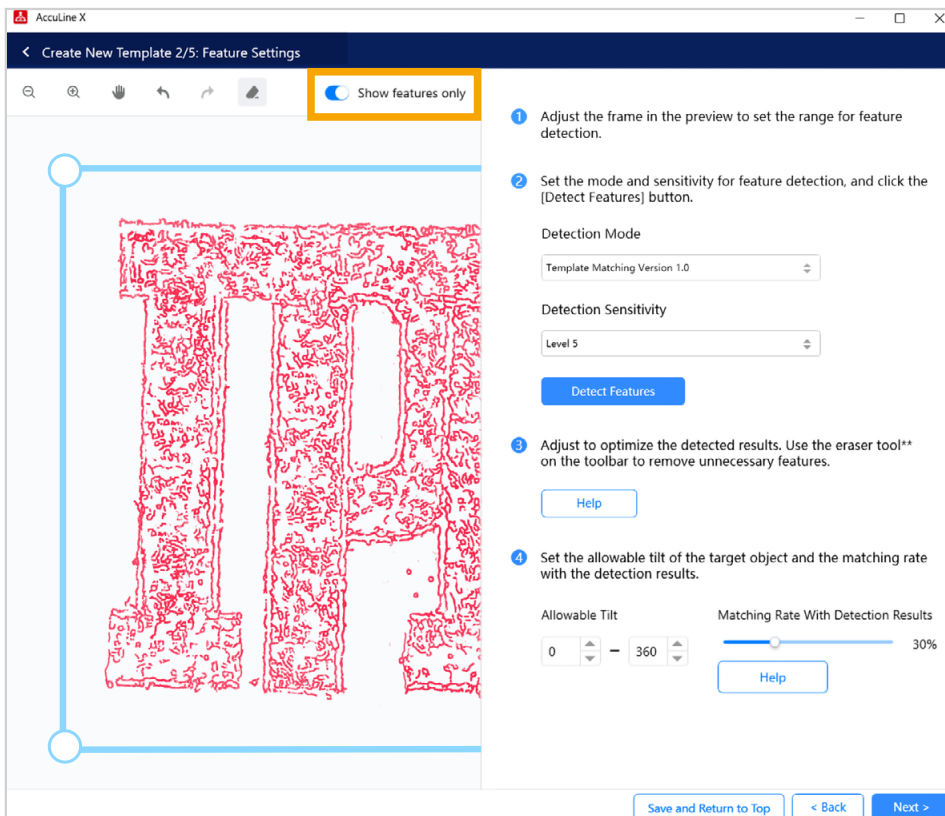 AccuLine X
Create New Template 2/5: Feature Settings
Show features only
1 Adjust the frame in the preview to set the range for feature
detection.
2 Set the mode and sensitivity for feature detection, and click the
[Detect Features] button.
Detection Mode
Template Matching Version 1.0
Detection Sensitivity
Level 5
Detect Features
3 Adjust to optimize the detected results. Use the eraser tool**
on the toolbar to remove unnecessary features.
Help
4 Set the allowable tilt of the target object and the matching rate
with the detection results.
Allowable Tilt Matching Rate With Detection Results
0 – 360 30%
Help
Save and Return to Top < Back Next >